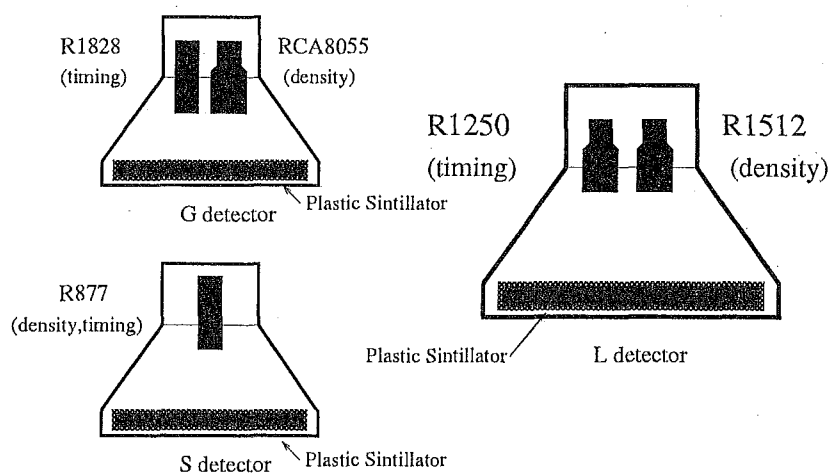 R1828
(timing)
RCA8055
(density)
Plastic Sintillator
G detector
R877
(density,timing)
Plastic Sintillator
S detector
R1250
(timing)
R1512
(density)
Plastic Sintillator
L detector